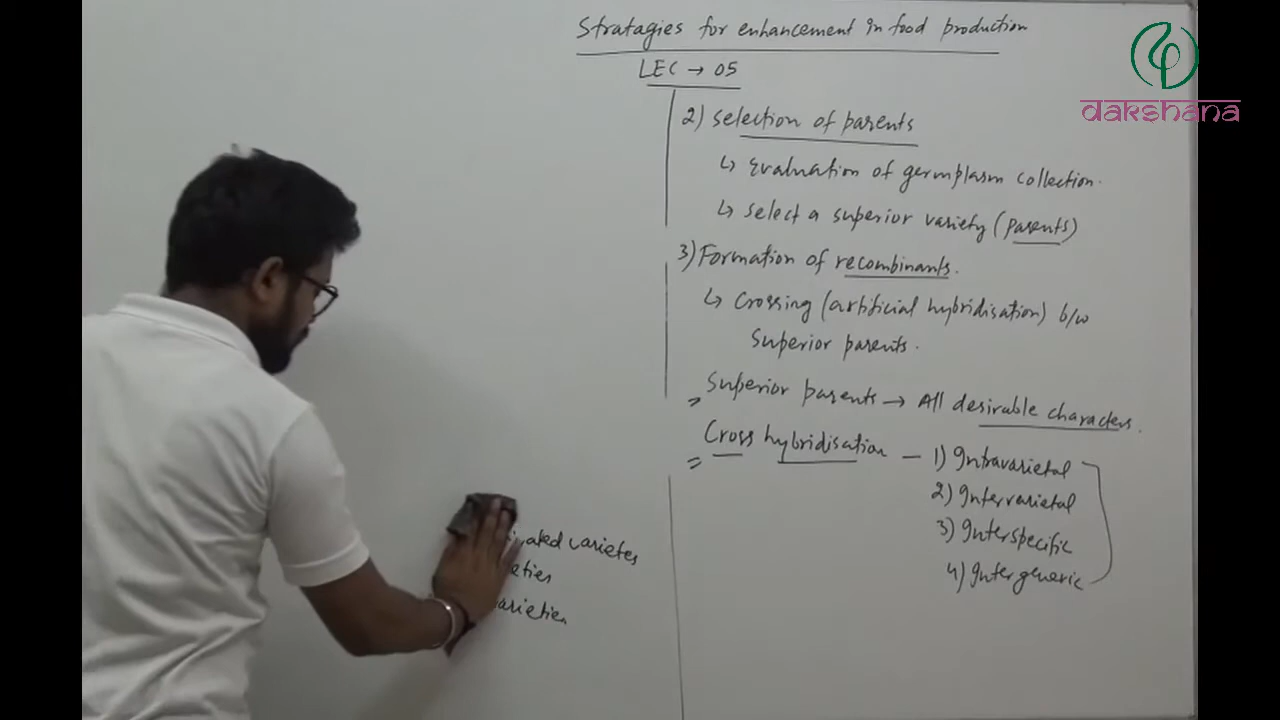 Stratagies for enhancement in food production
LEC → 05
dakshana
2) Selection of parents
↳ Evaluation of germplasm collection.
↳ Select a superior variety (Parents)
3) Formation of recombinants.
↳ Crossing (artificial hybridisation) b/w
Superior parents.
Superior parents → All desirable characters.
Cross hybridisation — 1) Intravarietal
2) Intervarietal
3) Interspecific
4) Intergeneric
varietes